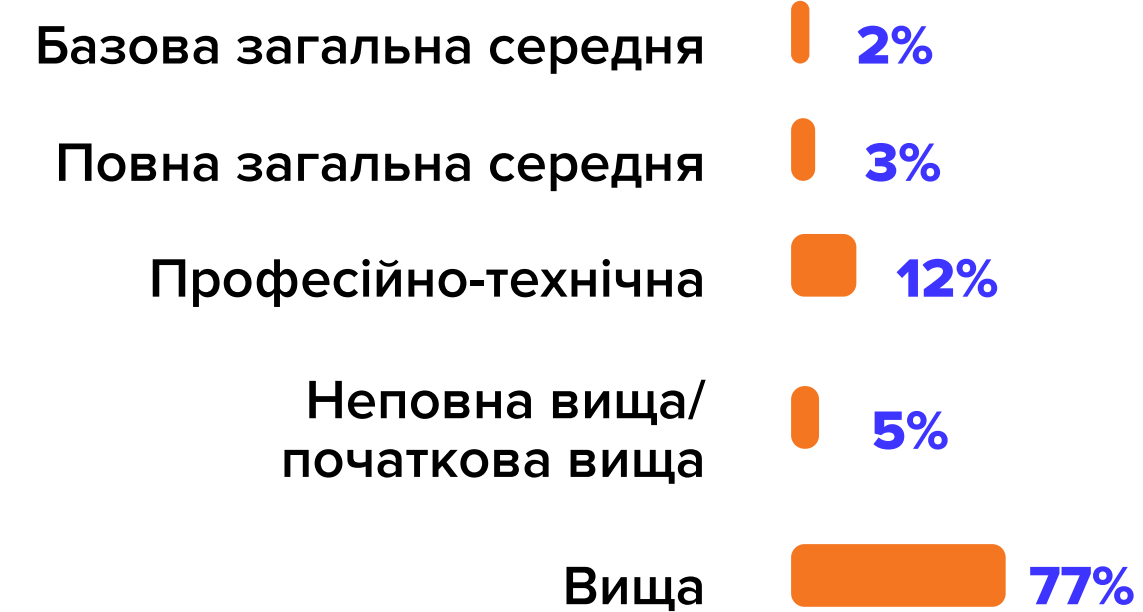 Базова загальна середня 2%
Повна загальна середня 3%
Професійно-технічна 12%
Неповна вища/
початкова вища 5%
Вища 77%